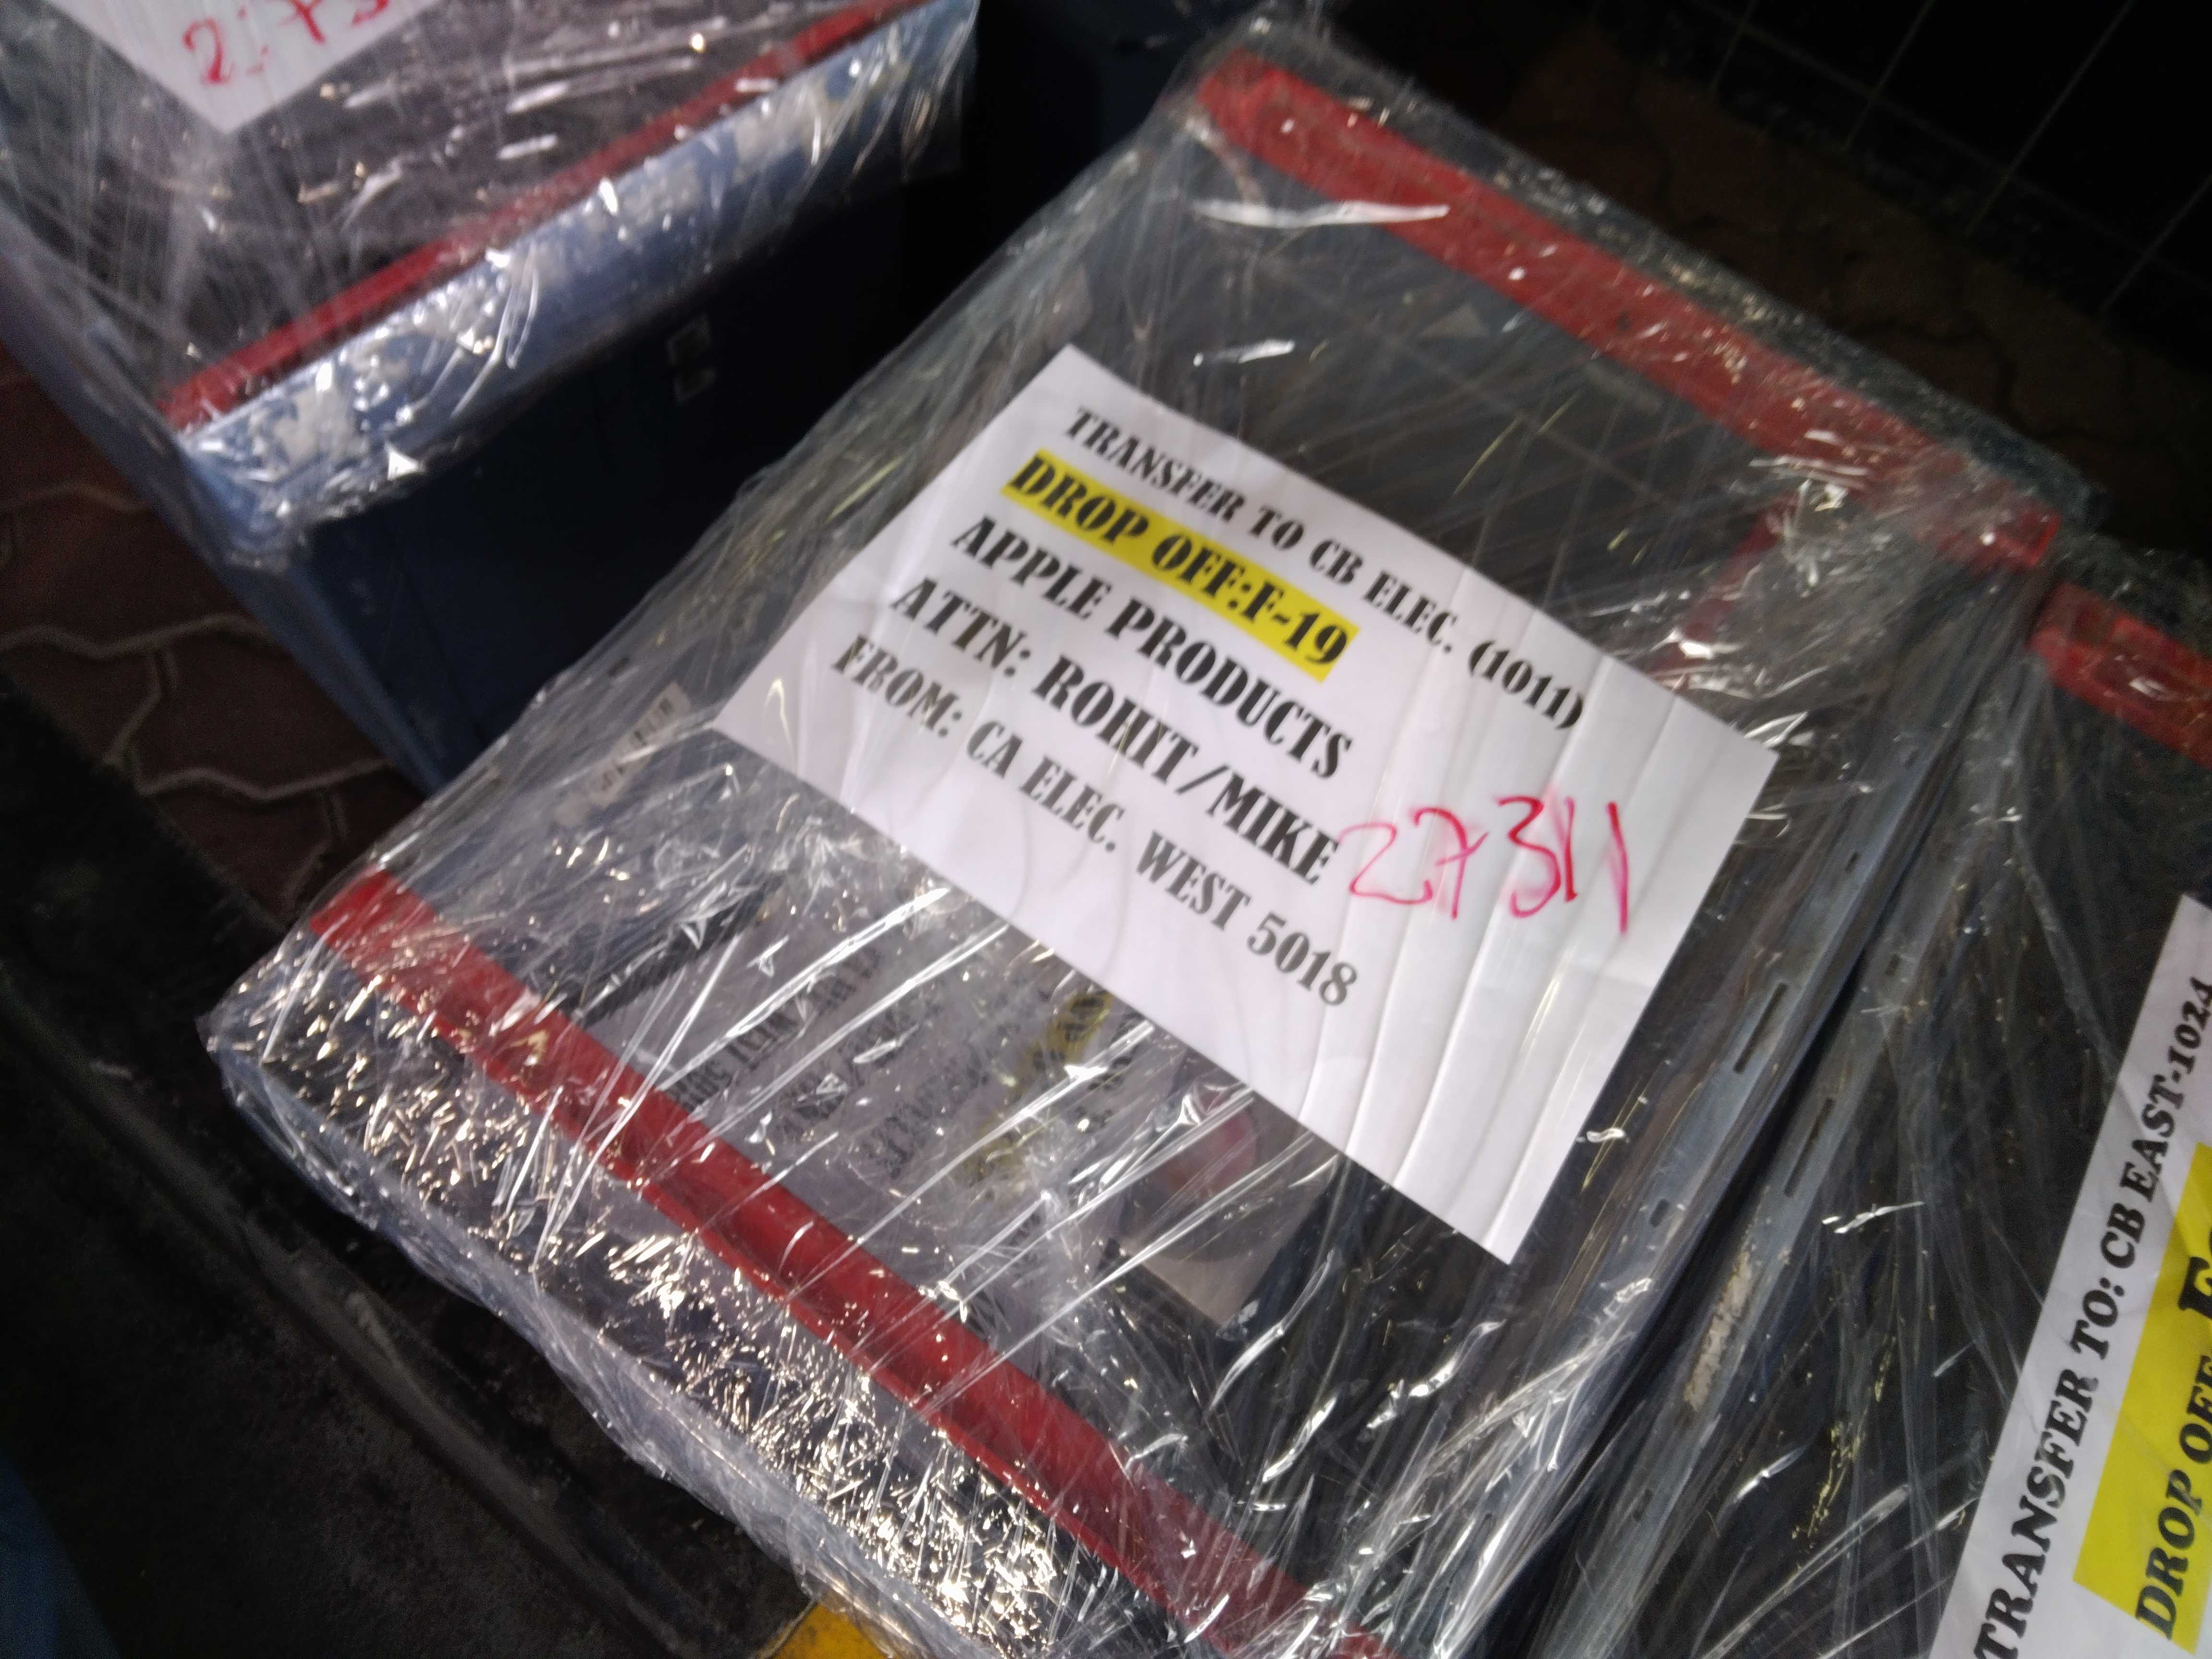 TRANSFER TO CB ELEC. (1011)
DROP OFF:F-19
APPLE PRODUCTS
ATTN: ROHIT/MIKE 27311
FROM: CA ELEC. WEST 5018
TRANSFER TO: CB EAST-1024
DROP OFF